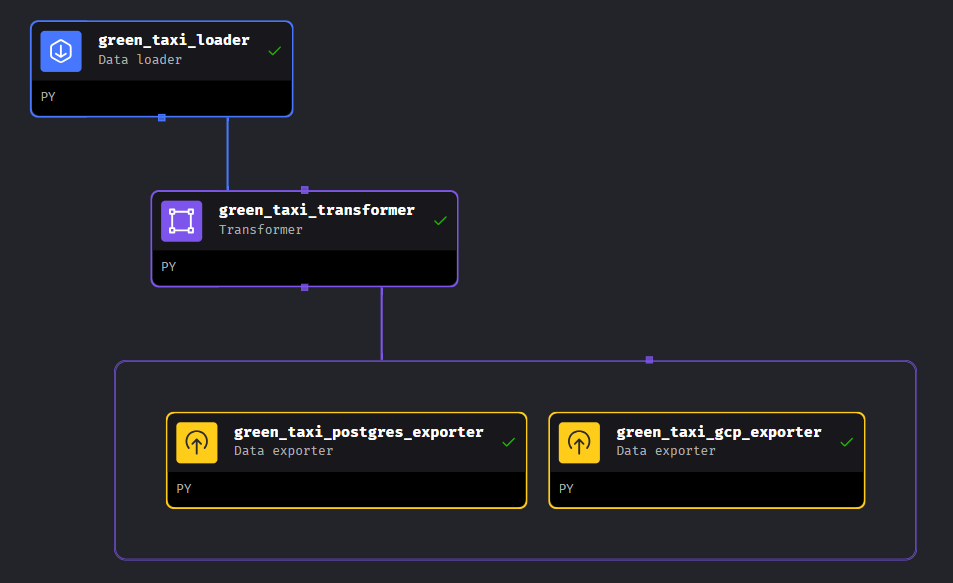 green_taxi_loader
Data loader
PY
green_taxi_transformer
Transformer
PY
green_taxi_postgres_exporter
Data exporter
PY
green_taxi_gcp_exporter
Data exporter
PY